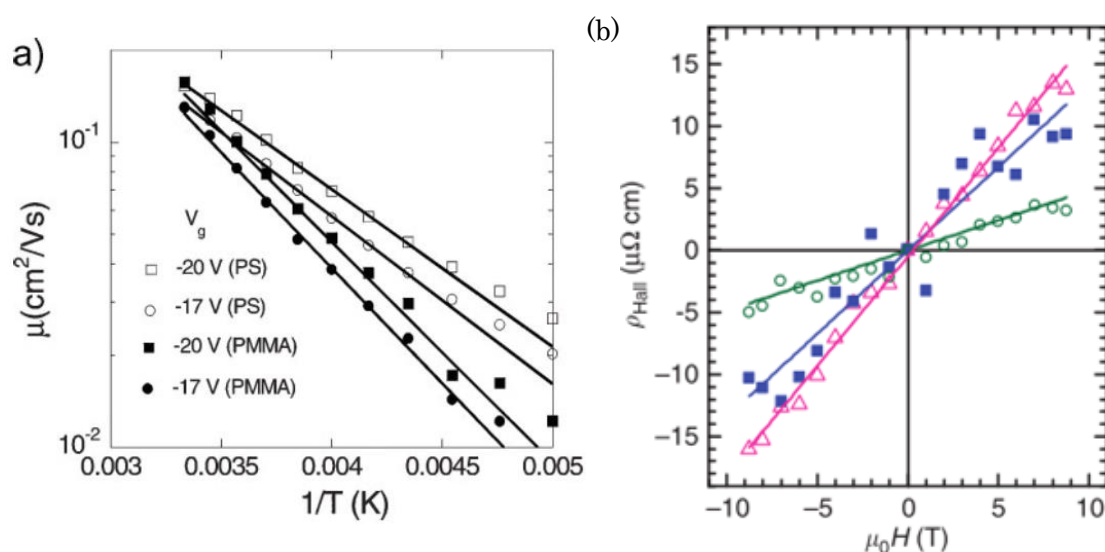 a)
μ(cm²/Vs)
10⁻¹
10⁻²
V_g
-20 V (PS)
-17 V (PS)
-20 V (PMMA)
-17 V (PMMA)
0.003 0.0035 0.004 0.0045 0.005
1/T (K)
(b)
ρ_Hall (μΩ cm)
15
10
5
0
−5
−10
−15
−10 −5 0 5 10
μ₀H (T)